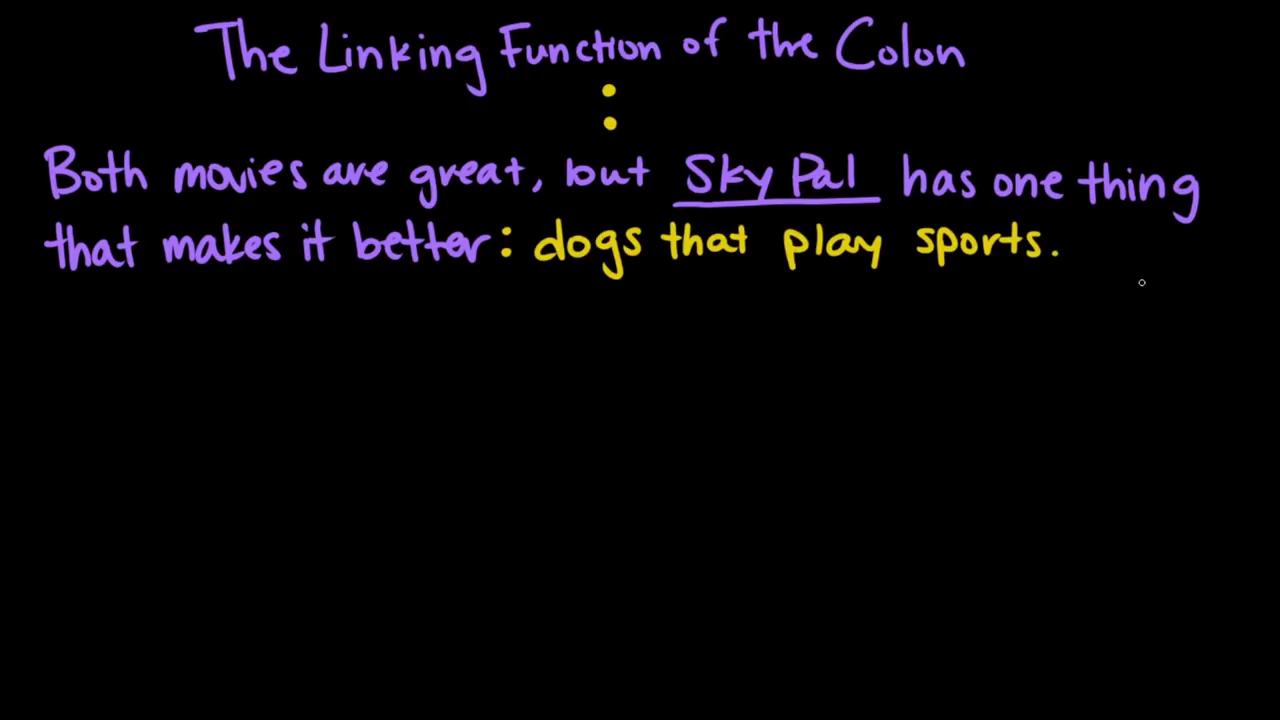 The Linking Function of the Colon
:
Both movies are great, but Sky Pal has one thing
that makes it better: dogs that play sports.